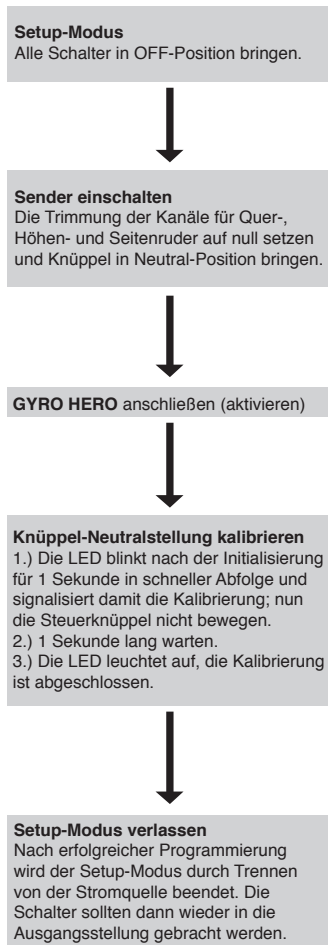 Setup-Modus
Alle Schalter in OFF-Position bringen.
Sender einschalten
Die Trimmung der Kanäle für Quer-,
Höhen- und Seitenruder auf null setzen
und Knüppel in Neutral-Position bringen.
GYRO HERO anschließen (aktivieren)
Knüppel-Neutralstellung kalibrieren
1.) Die LED blinkt nach der Initialisierung
für 1 Sekunde in schneller Abfolge und
signalisiert damit die Kalibrierung; nun
die Steuerknüppel nicht bewegen.
2.) 1 Sekunde lang warten.
3.) Die LED leuchtet auf, die Kalibrierung
ist abgeschlossen.
Setup-Modus verlassen
Nach erfolgreicher Programmierung
wird der Setup-Modus durch Trennen
von der Stromquelle beendet. Die
Schalter sollten dann wieder in die
Ausgangsstellung gebracht werden.